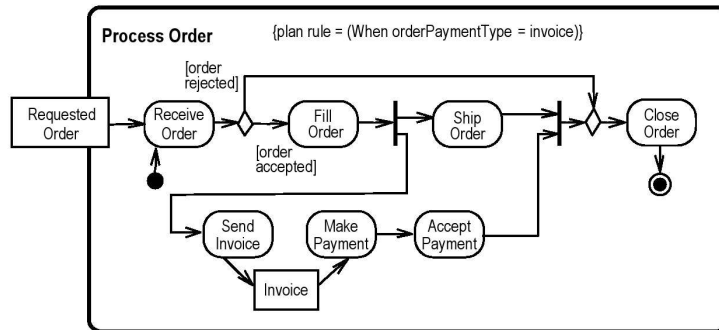 Process Order
{plan rule = (When orderPaymentType = invoice)}
[order
rejected]
Requested
Order
Receive
Order
Fill
Order
Ship
Order
Close
Order
[order
accepted]
Send
Invoice
Make
Payment
Accept
Payment
Invoice